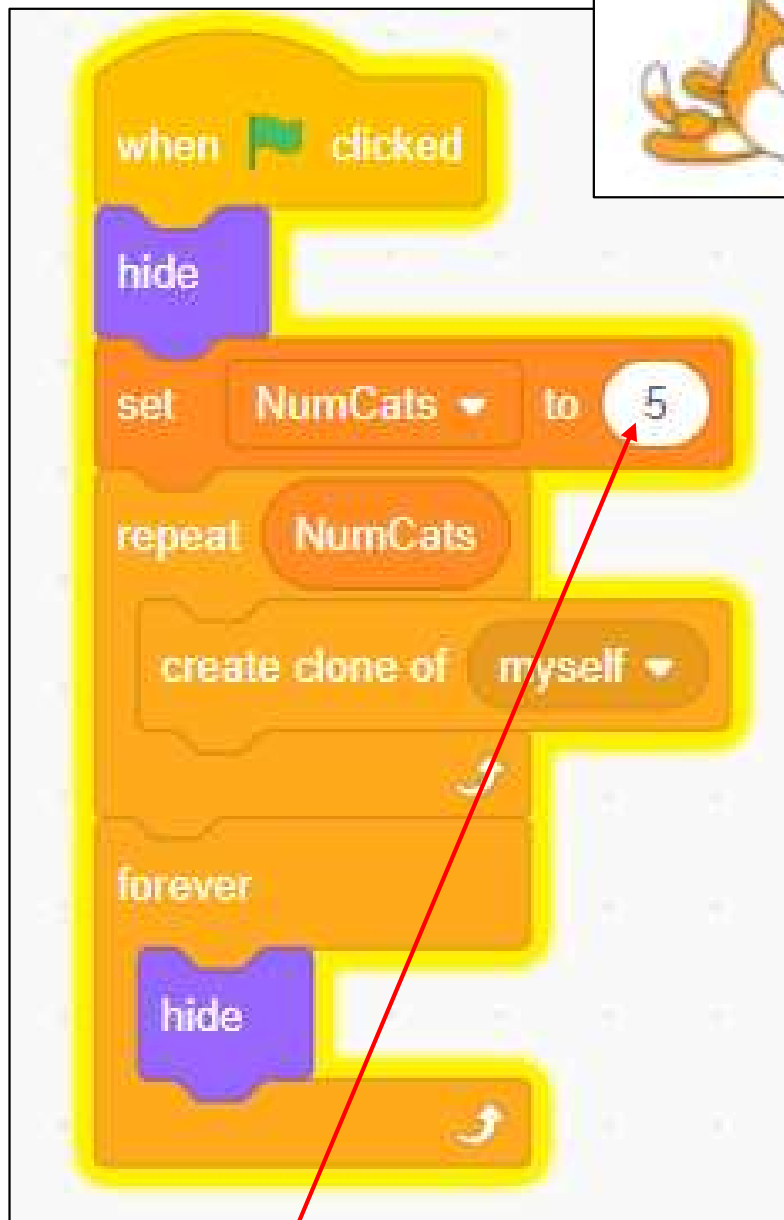 when clicked
hide
set NumCats to 5
repeat NumCats
create clone of myself
forever
hide